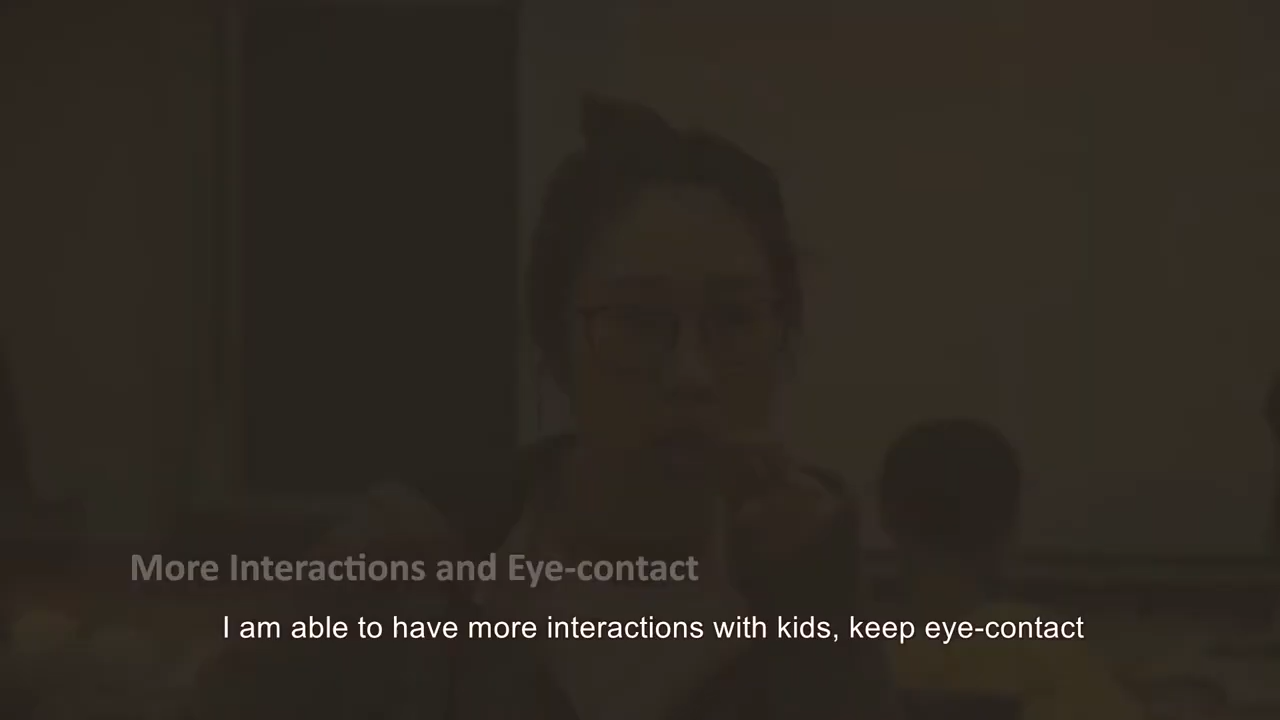 More Interactions and Eye-contact
I am able to have more interactions with kids, keep eye-contact